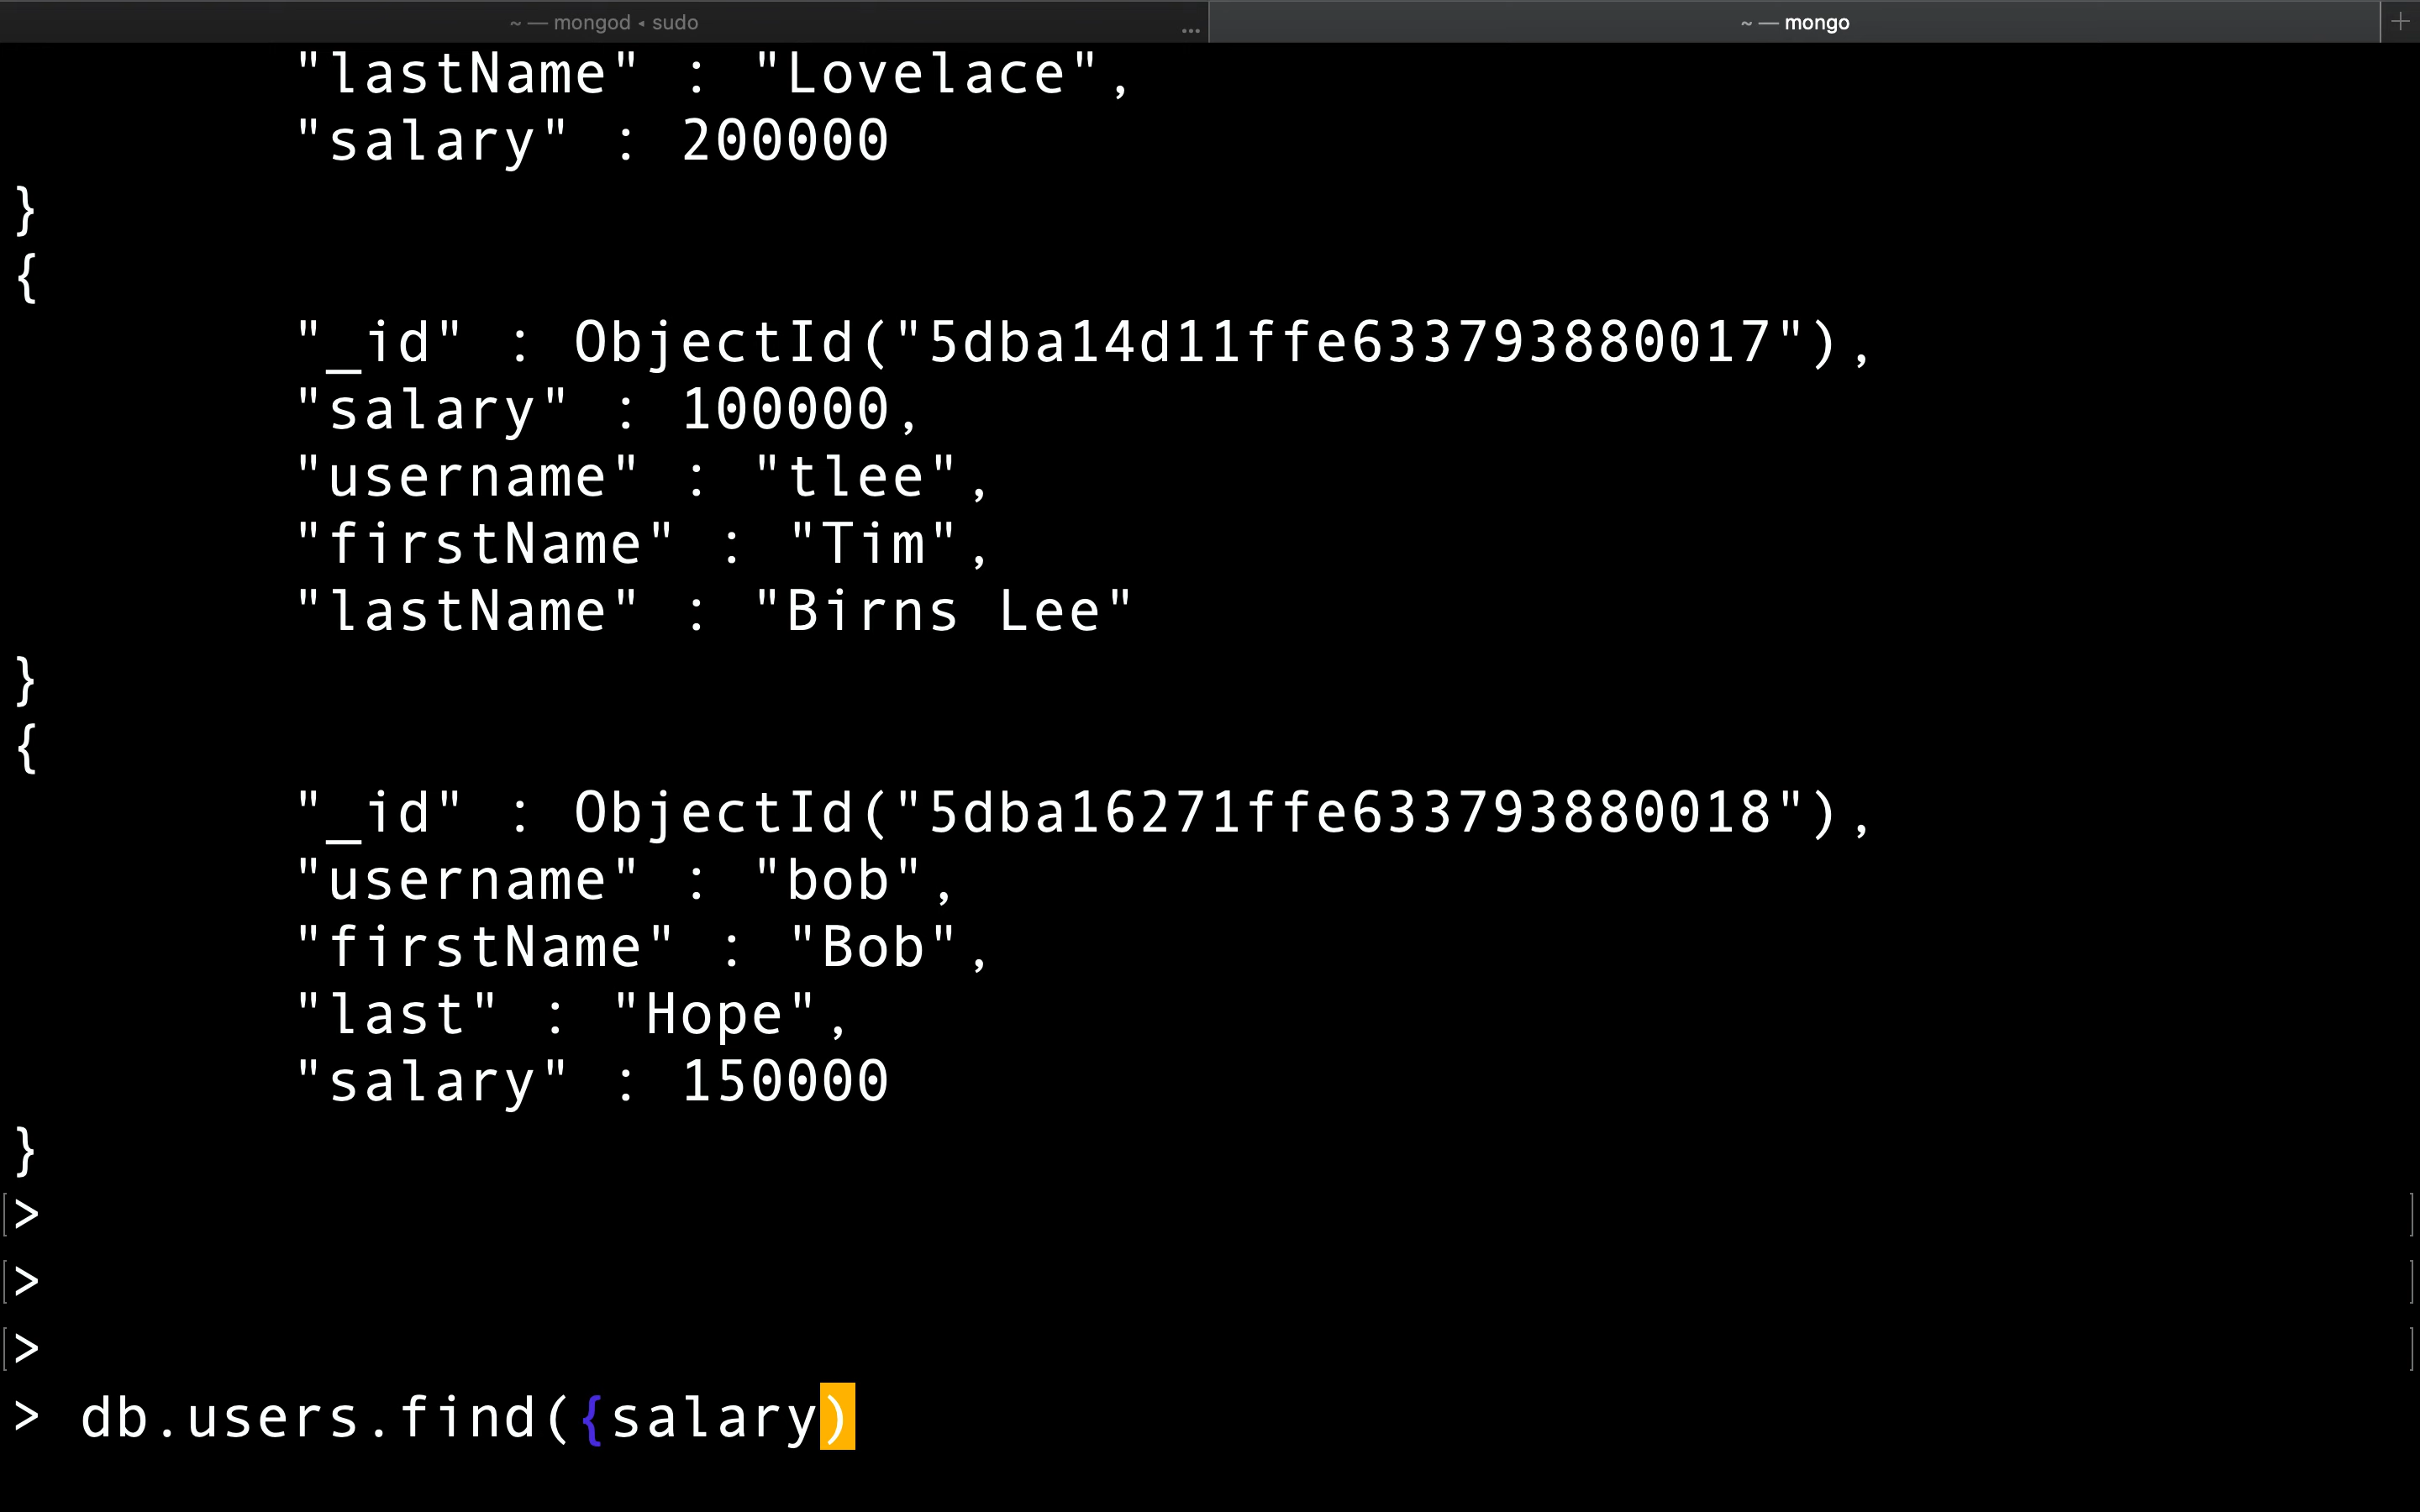 ~ — mongod ◂ sudo ... ~ — mongo +
"lastName" : "Lovelace",
"salary" : 200000
}
{
"_id" : ObjectId("5dba14d11ffe633793880017"),
"salary" : 100000,
"username" : "tlee",
"firstName" : "Tim",
"lastName" : "Birns Lee"
}
{
"_id" : ObjectId("5dba16271ffe633793880018"),
"username" : "bob",
"firstName" : "Bob",
"last" : "Hope",
"salary" : 150000
}
[> ]
[> ]
[> ]
> db.users.find({salary)